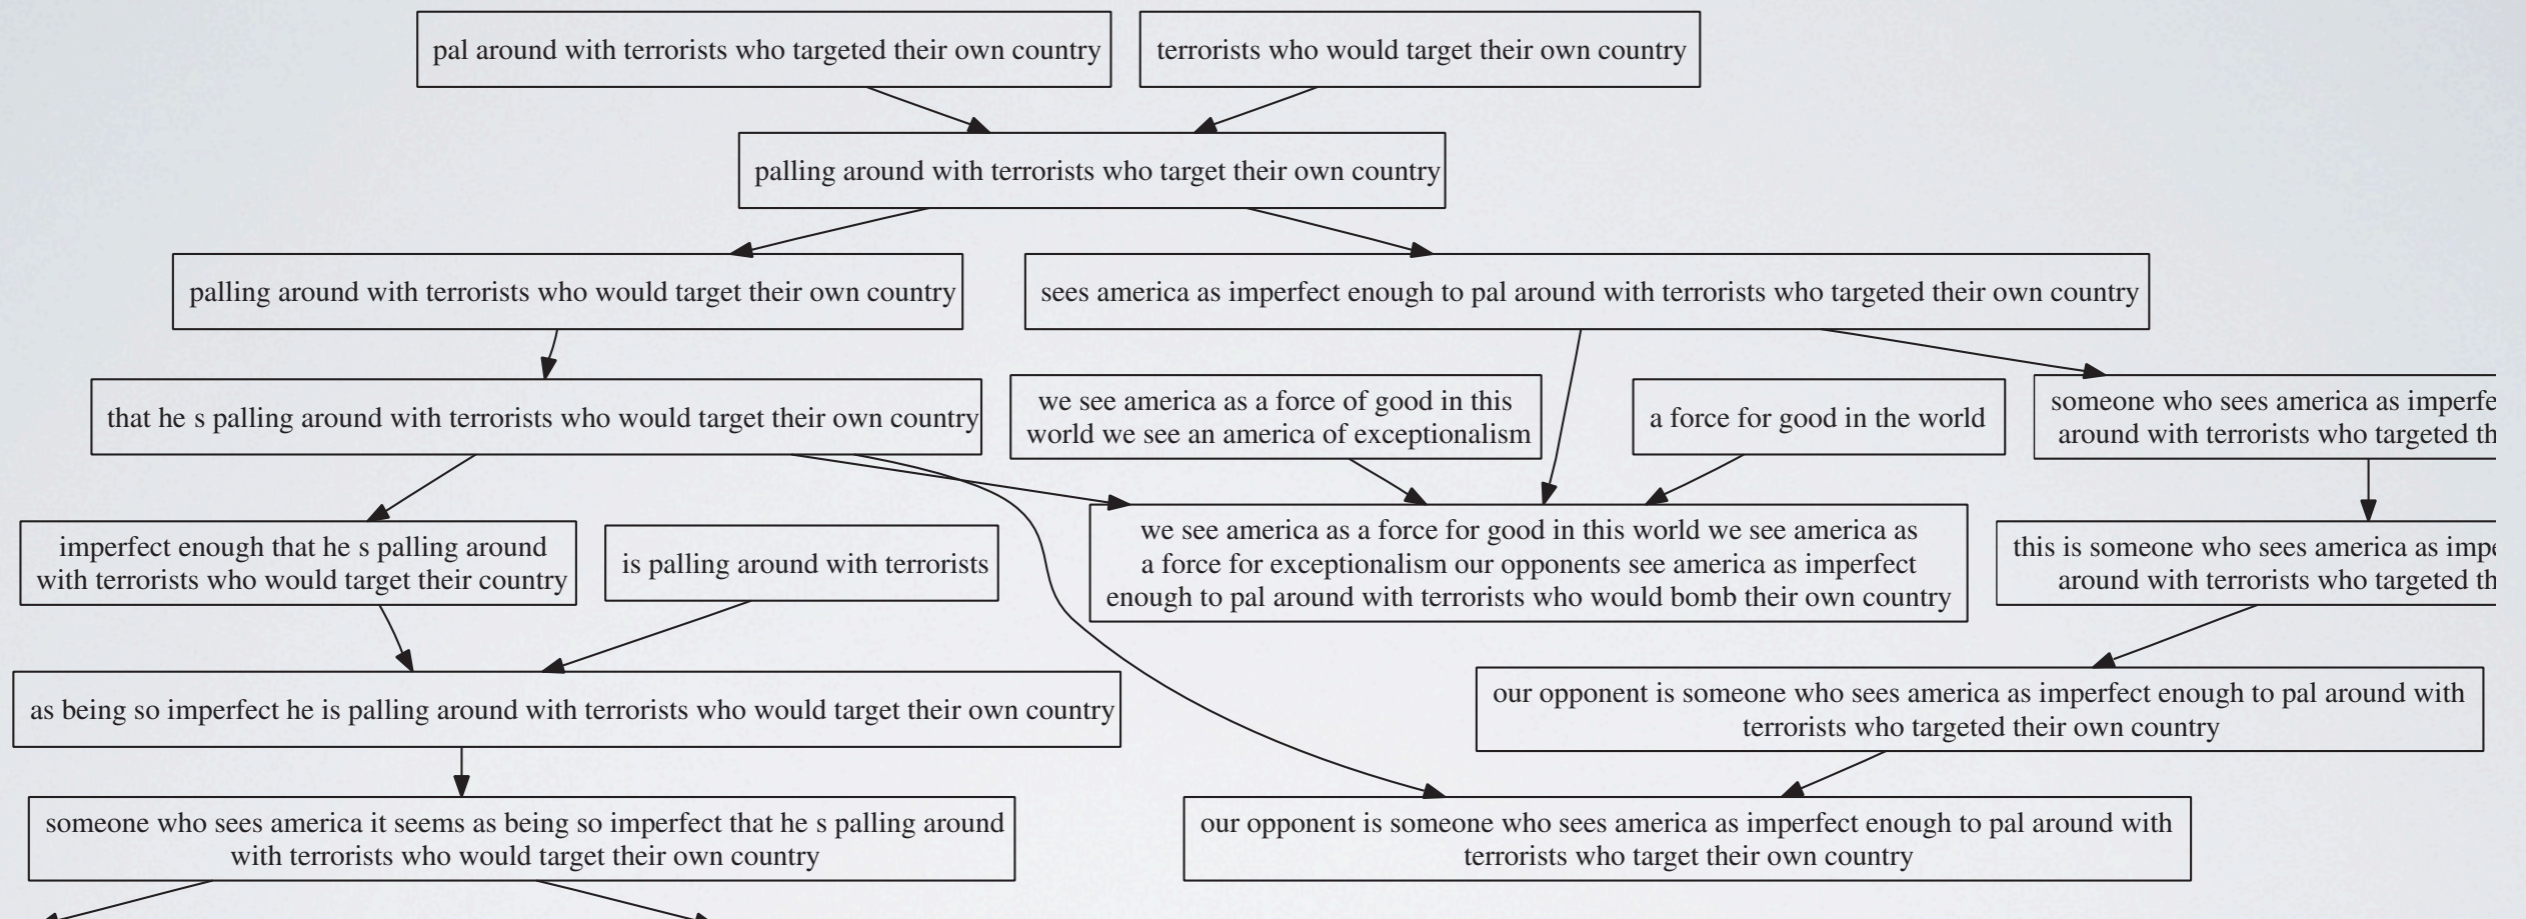 pal around with terrorists who targeted their own country
terrorists who would target their own country
palling around with terrorists who target their own country
palling around with terrorists who would target their own country
sees america as imperfect enough to pal around with terrorists who targeted their own country
that he s palling around with terrorists who would target their own country
we see america as a force of good in this
world we see an america of exceptionalism
a force for good in the world
someone who sees america as
around with terrorists who targeted
imperfect enough that he s palling around
with terrorists who would target their country
is palling around with terrorists
we see america as a force for good in this world we see america as
a force for exceptionalism our opponents see america as imperfect
enough to pal around with terrorists who would bomb their own country
this is someone who sees america as
around with terrorists who targeted
as being so imperfect he is palling around with terrorists who would target their own country
our opponent is someone who sees america as imperfect enough to pal around with
terrorists who targeted their own country
someone who sees america it seems as being so imperfect that he s palling around
with terrorists who would target their own country
our opponent is someone who sees america as imperfect enough to pal around with
terrorists who target their own country